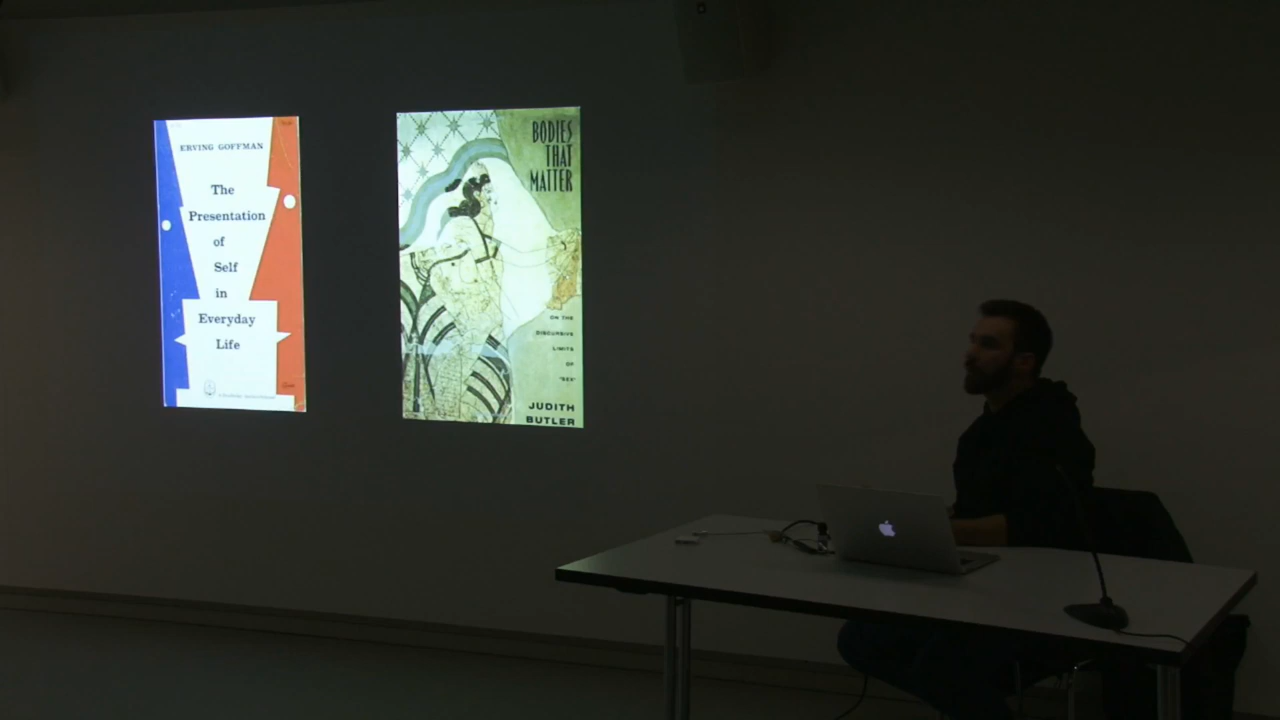 ERVING GOFFMAN
The
Presentation
of
Self
in
Everyday
Life
BODIES
THAT
MATTER
ON THE
DISCURSIVE
LIMITS
OF
"SEX"
JUDITH
BUTLER